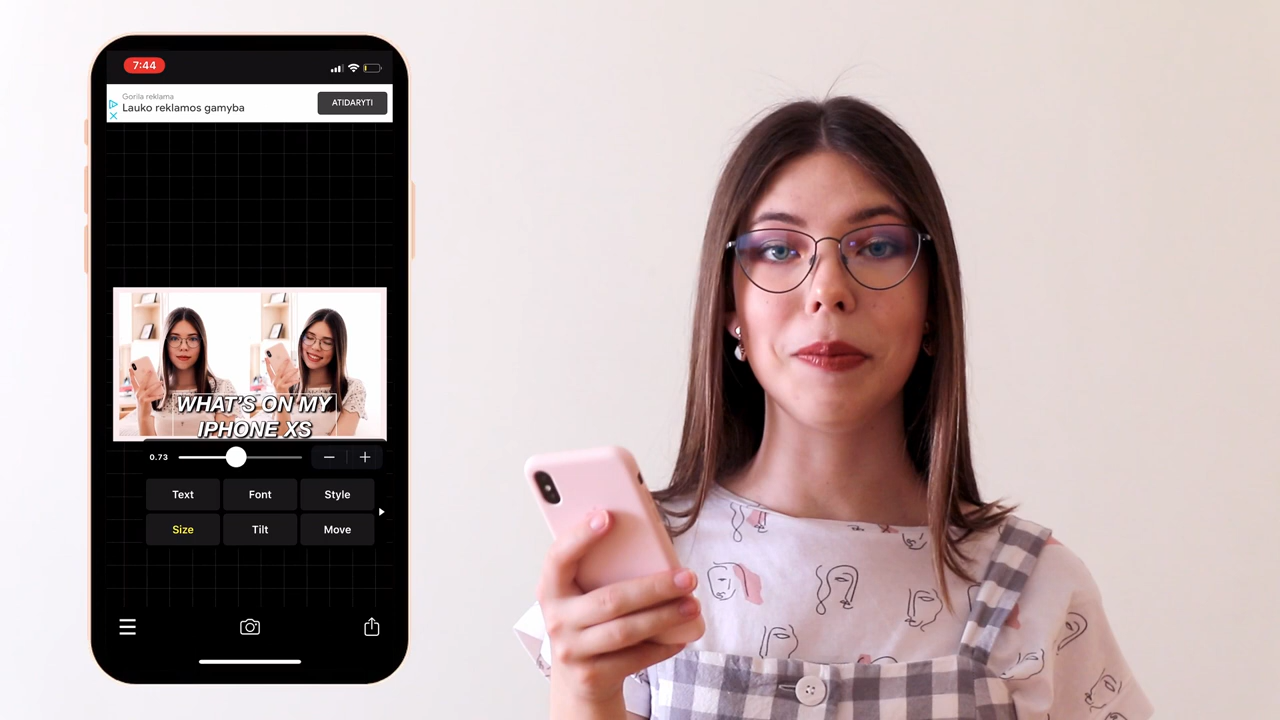 7:44
Gorila reklama
Lauko reklamos gamyba
ATIDARYTI
WHAT'S ON MY
IPHONE XS
0.73
Text Font Style
Size Tilt Move